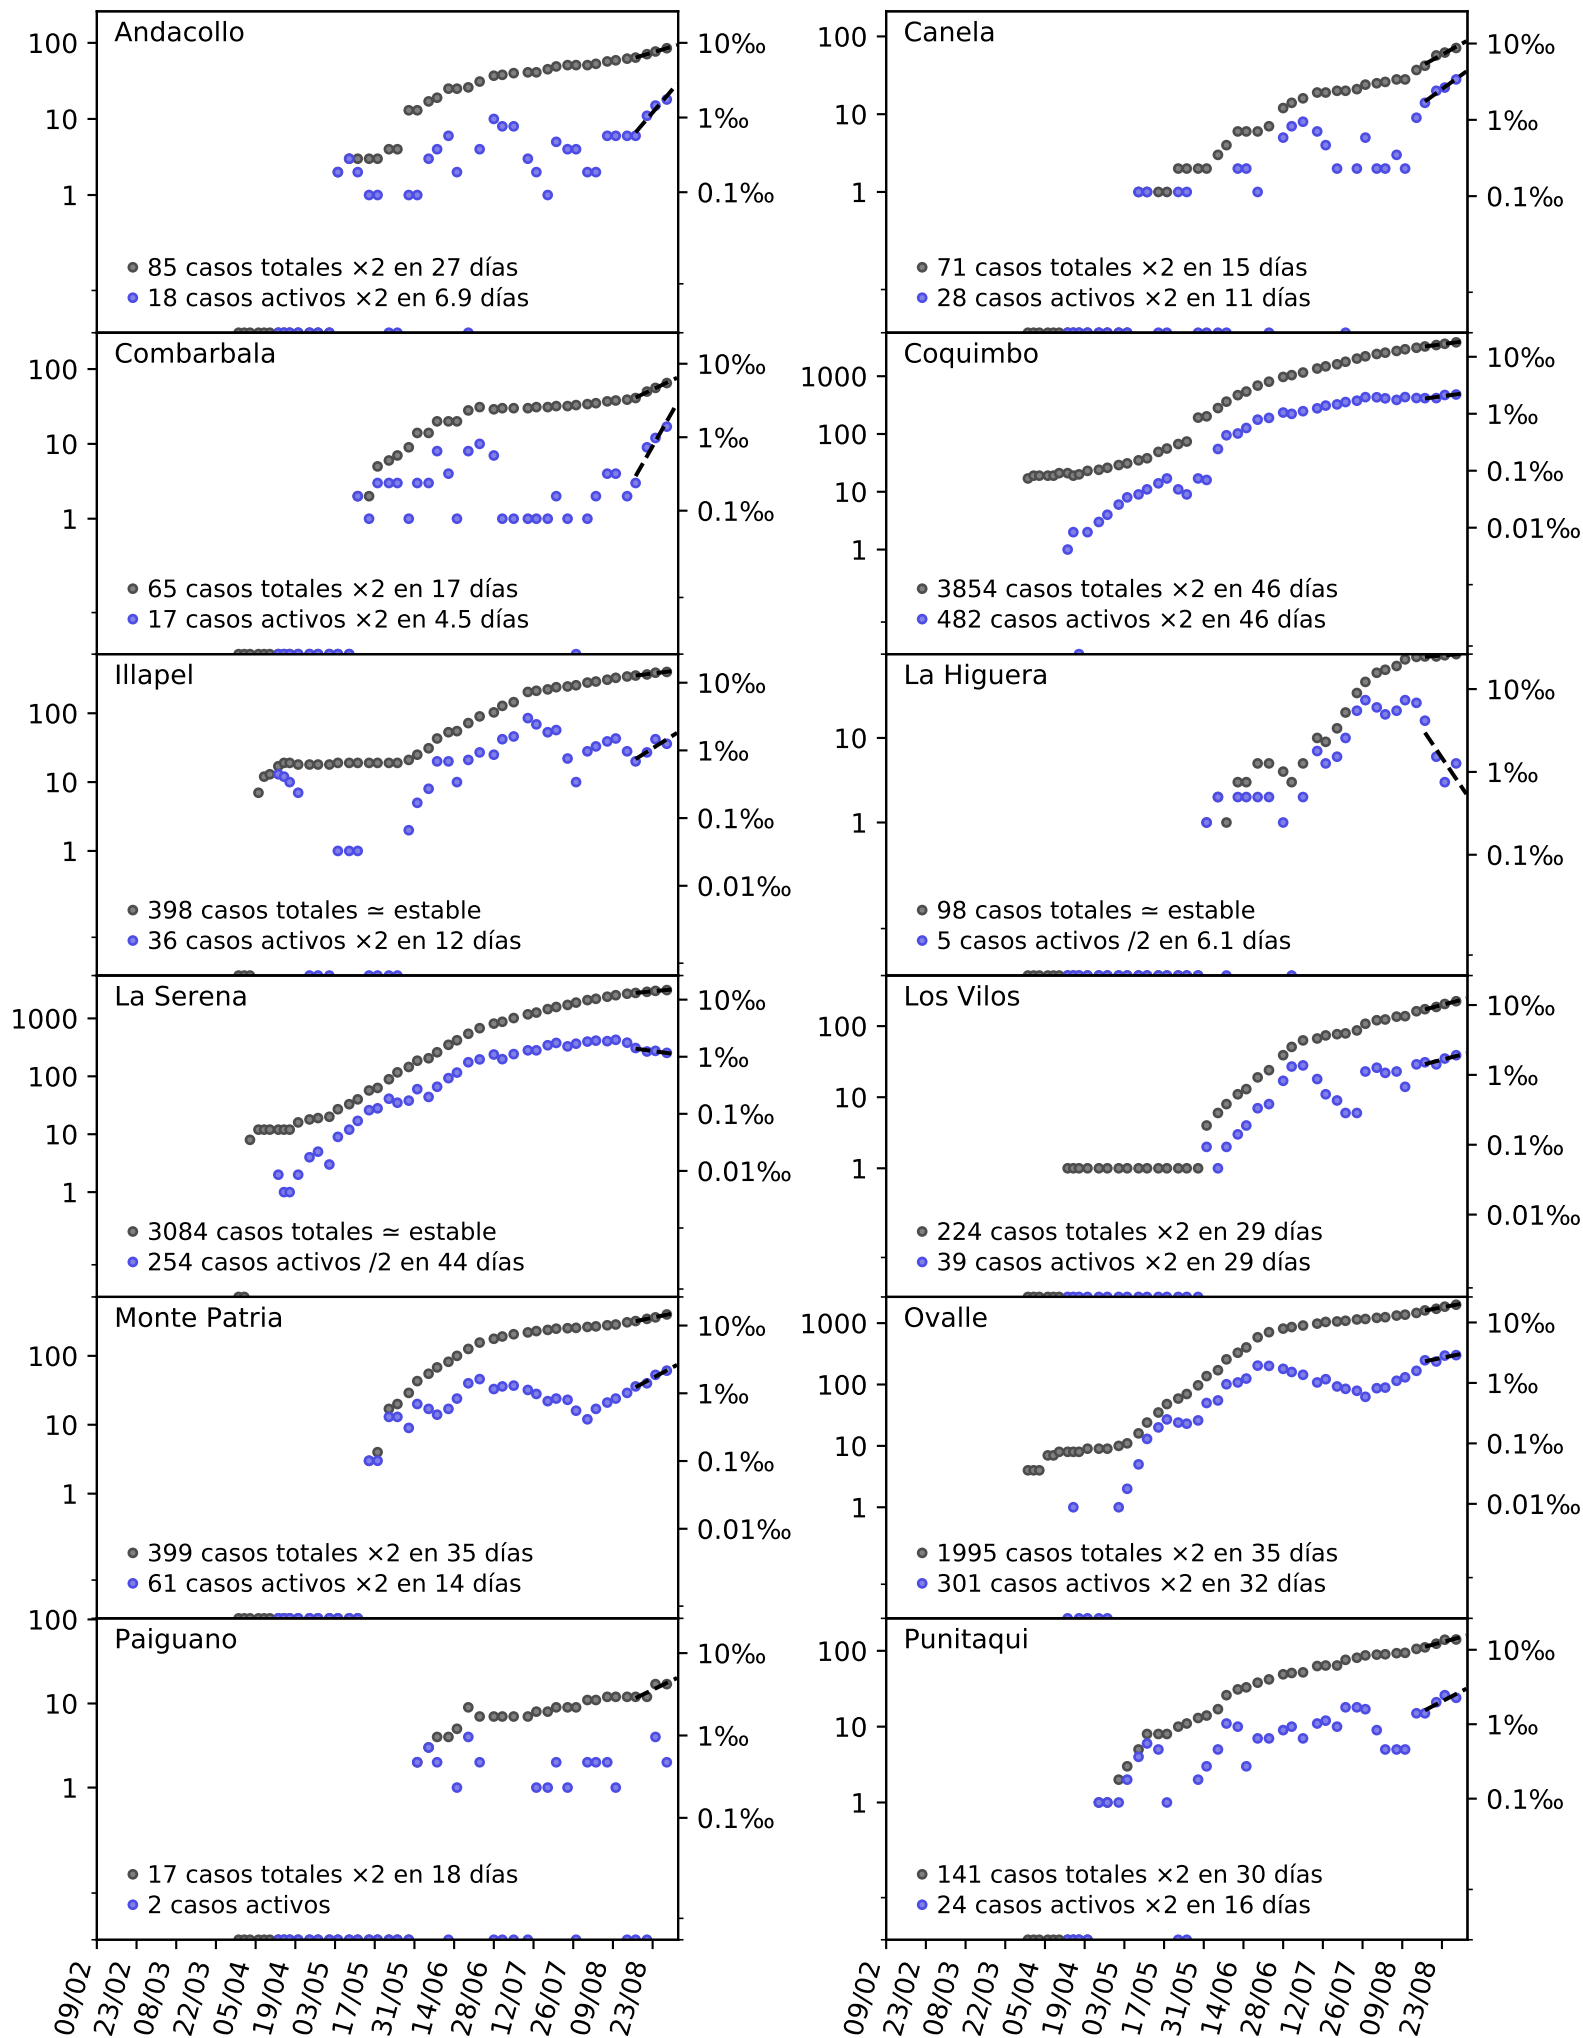 Andacollo
100
10
1
10‰
1‰
0.1‰
85 casos totales ×2 en 27 días
18 casos activos ×2 en 6.9 días
Canela
100
10
1
10‰
1‰
0.1‰
71 casos totales ×2 en 15 días
28 casos activos ×2 en 11 días
Combarbala
100
10
1
10‰
1‰
0.1‰
65 casos totales ×2 en 17 días
17 casos activos ×2 en 4.5 días
Coquimbo
1000
100
10
1
10‰
1‰
0.1‰
0.01‰
3854 casos totales ×2 en 46 días
482 casos activos ×2 en 46 días
Illapel
100
10
1
10‰
1‰
0.1‰
0.01‰
398 casos totales ≃ estable
36 casos activos ×2 en 12 días
La Higuera
10
1
10‰
1‰
0.1‰
98 casos totales ≃ estable
5 casos activos /2 en 6.1 días
La Serena
1000
100
10
1
10‰
1‰
0.1‰
0.01‰
3084 casos totales ≃ estable
254 casos activos /2 en 44 días
Los Vilos
100
10
1
10‰
1‰
0.1‰
0.01‰
224 casos totales ×2 en 29 días
39 casos activos ×2 en 29 días
Monte Patria
100
10
1
10‰
1‰
0.1‰
0.01‰
399 casos totales ×2 en 35 días
61 casos activos ×2 en 14 días
Ovalle
1000
100
10
1
10‰
1‰
0.1‰
0.01‰
1995 casos totales ×2 en 35 días
301 casos activos ×2 en 32 días
Paiguano
100
10
1
10‰
1‰
0.1‰
17 casos totales ×2 en 18 días
2 casos activos
Punitaqui
100
10
1
10‰
1‰
0.1‰
141 casos totales ×2 en 30 días
24 casos activos ×2 en 16 días
09/02 23/02 08/03 22/03 05/04 19/04 03/05 17/05 31/05 14/06 28/06 12/07 26/07 09/08 23/08
09/02 23/02 08/03 22/03 05/04 19/04 03/05 17/05 31/05 14/06 28/06 12/07 26/07 09/08 23/08